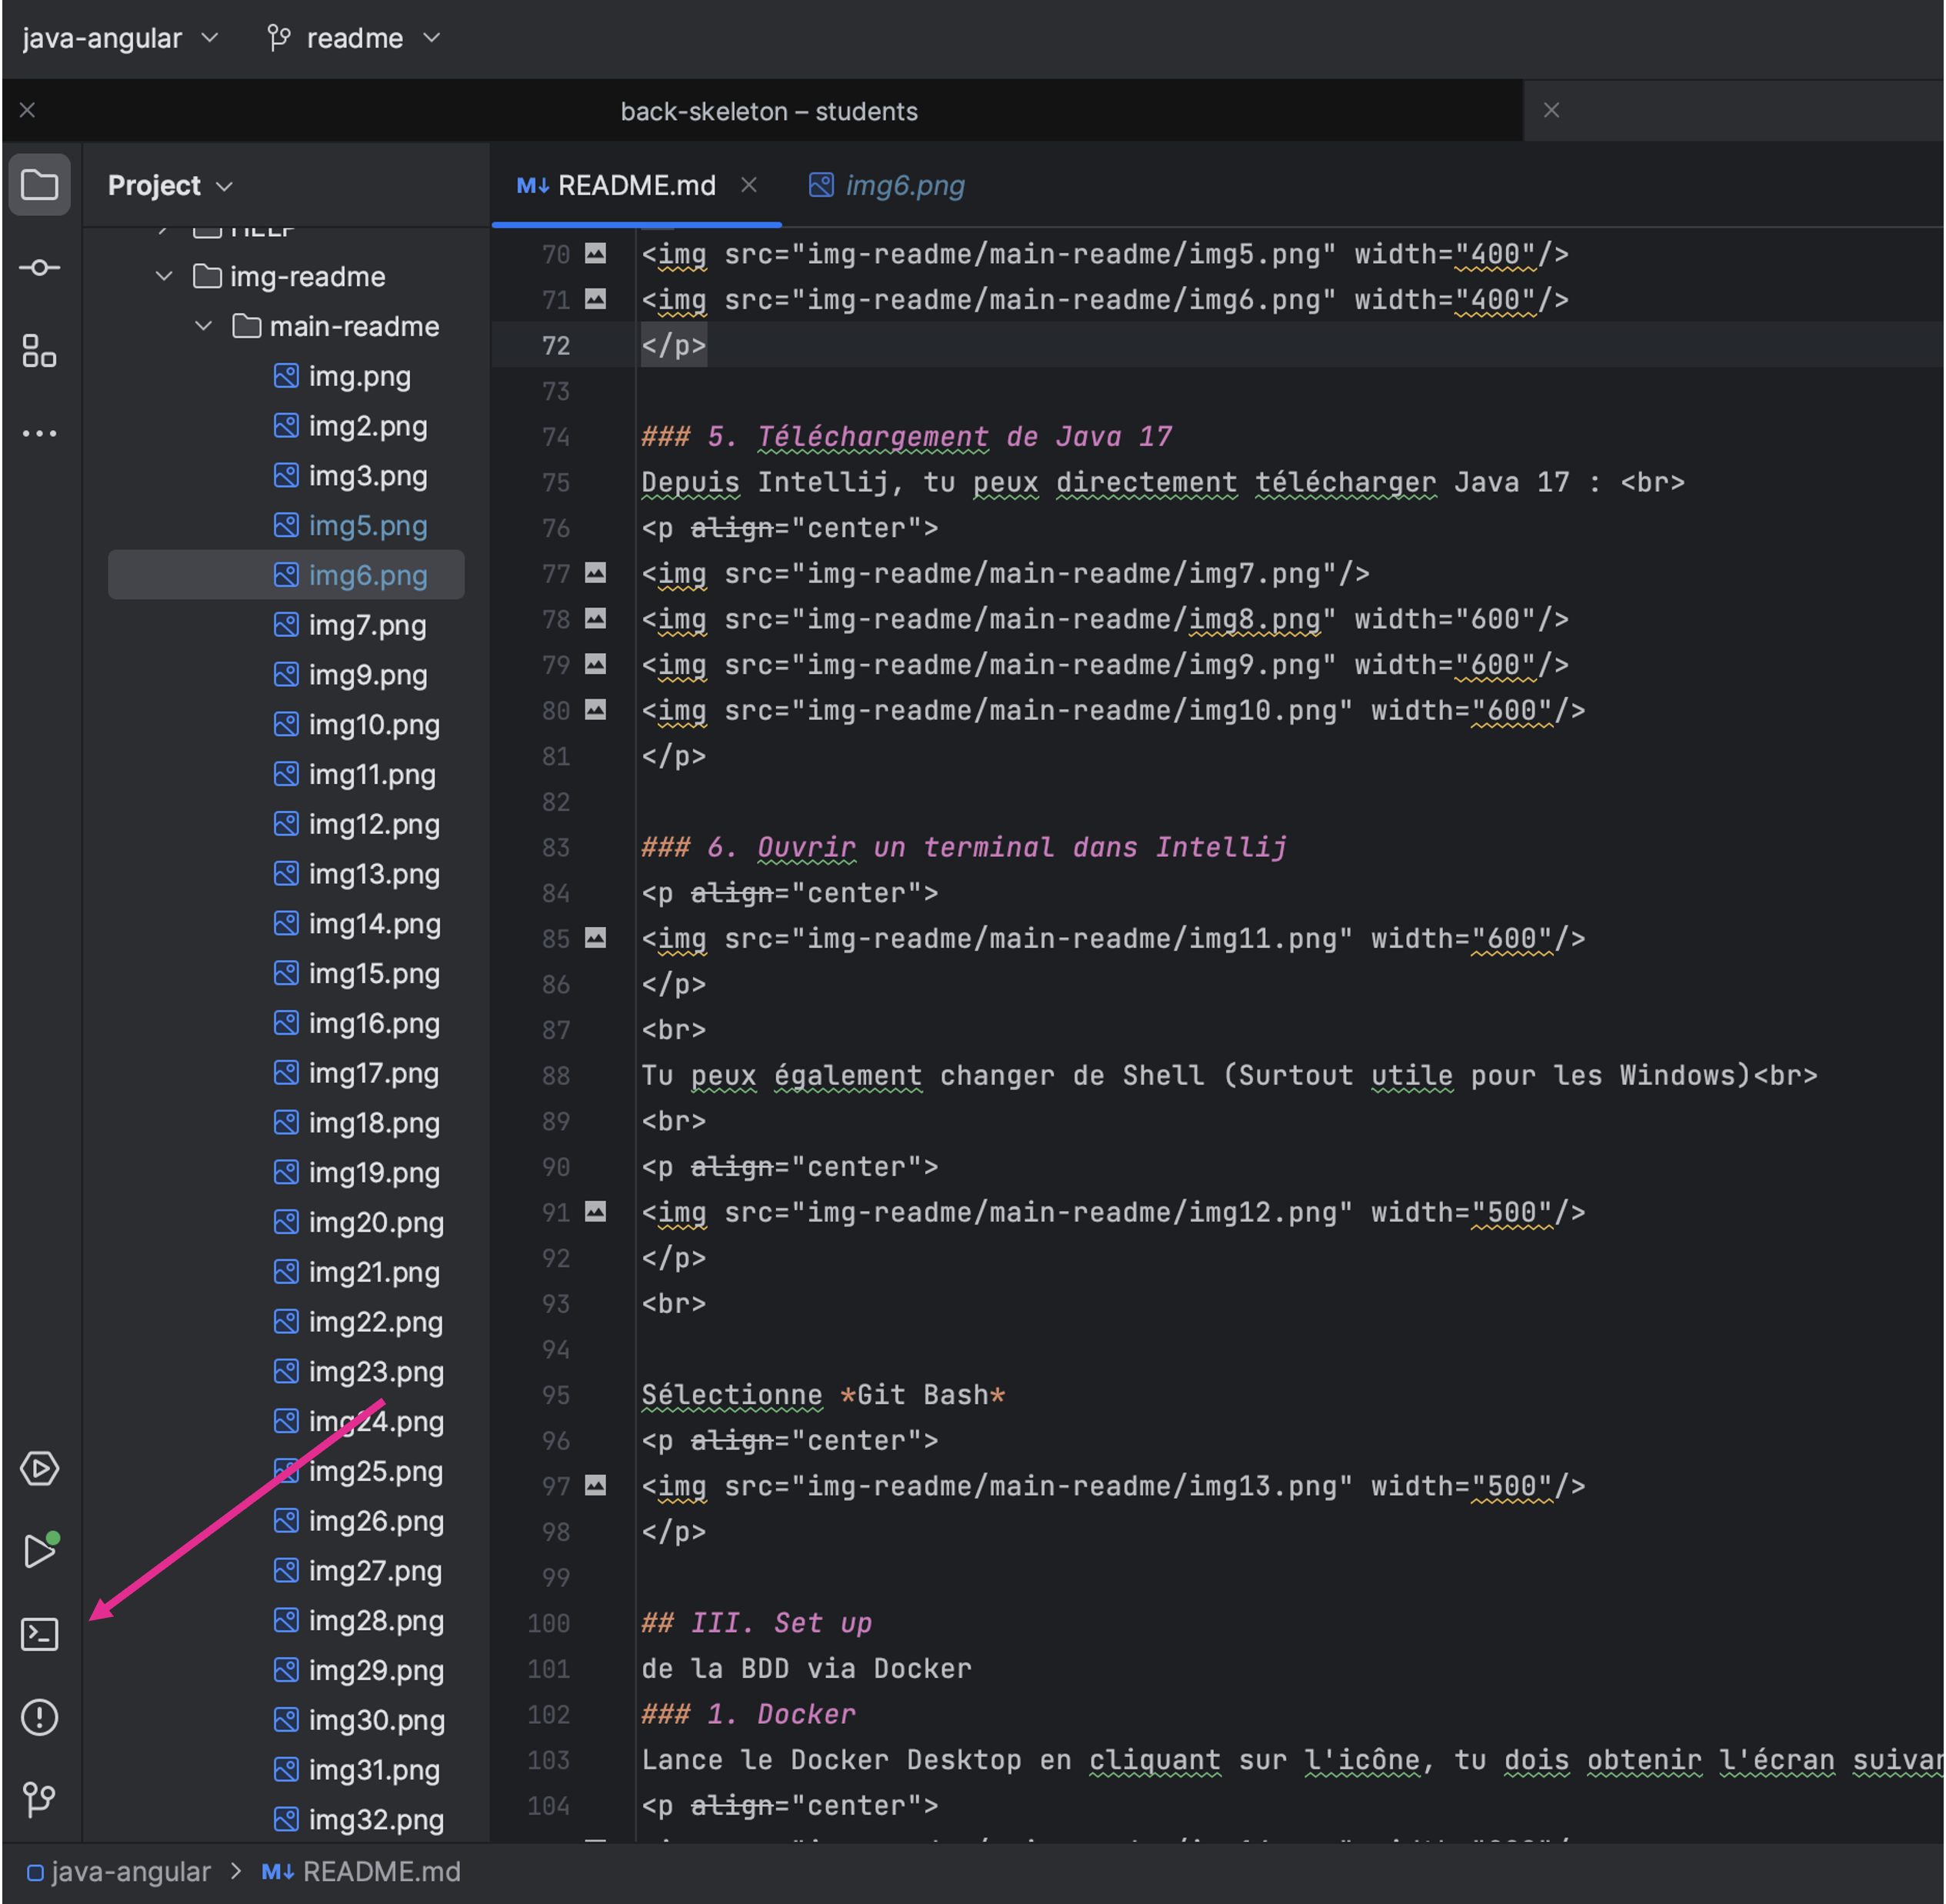 java-angular
readme
back-skeleton – students
Project
README.md
img6.png
HELP
img-readme
main-readme
img.png
img2.png
img3.png
img5.png
img6.png
img7.png
img9.png
img10.png
img11.png
img12.png
img13.png
img14.png
img15.png
img16.png
img17.png
img18.png
img19.png
img20.png
img21.png
img22.png
img23.png
img24.png
img25.png
img26.png
img27.png
img28.png
img29.png
img30.png
img31.png
img32.png
70 <img src="img-readme/main-readme/img5.png" width="400"/>
71 <img src="img-readme/main-readme/img6.png" width="400"/>
72 </p>
73
74 ### 5. Téléchargement de Java 17
75 Depuis Intellij, tu peux directement télécharger Java 17 : <br>
76 <p align="center">
77 <img src="img-readme/main-readme/img7.png"/>
78 <img src="img-readme/main-readme/img8.png" width="600"/>
79 <img src="img-readme/main-readme/img9.png" width="600"/>
80 <img src="img-readme/main-readme/img10.png" width="600"/>
81 </p>
82
83 ### 6. Ouvrir un terminal dans Intellij
84 <p align="center">
85 <img src="img-readme/main-readme/img11.png" width="600"/>
86 </p>
87 <br>
88 Tu peux également changer de Shell (Surtout utile pour les Windows)<br>
89 <br>
90 <p align="center">
91 <img src="img-readme/main-readme/img12.png" width="500"/>
92 </p>
93 <br>
94
95 Sélectionne *Git Bash*
96 <p align="center">
97 <img src="img-readme/main-readme/img13.png" width="500"/>
98 </p>
99
100 ## III. Set up
101 de la BDD via Docker
102 ### 1. Docker
103 Lance le Docker Desktop en cliquant sur l'icône, tu dois obtenir l'écran suivan
104 <p align="center">
java-angular > M↓ README.md